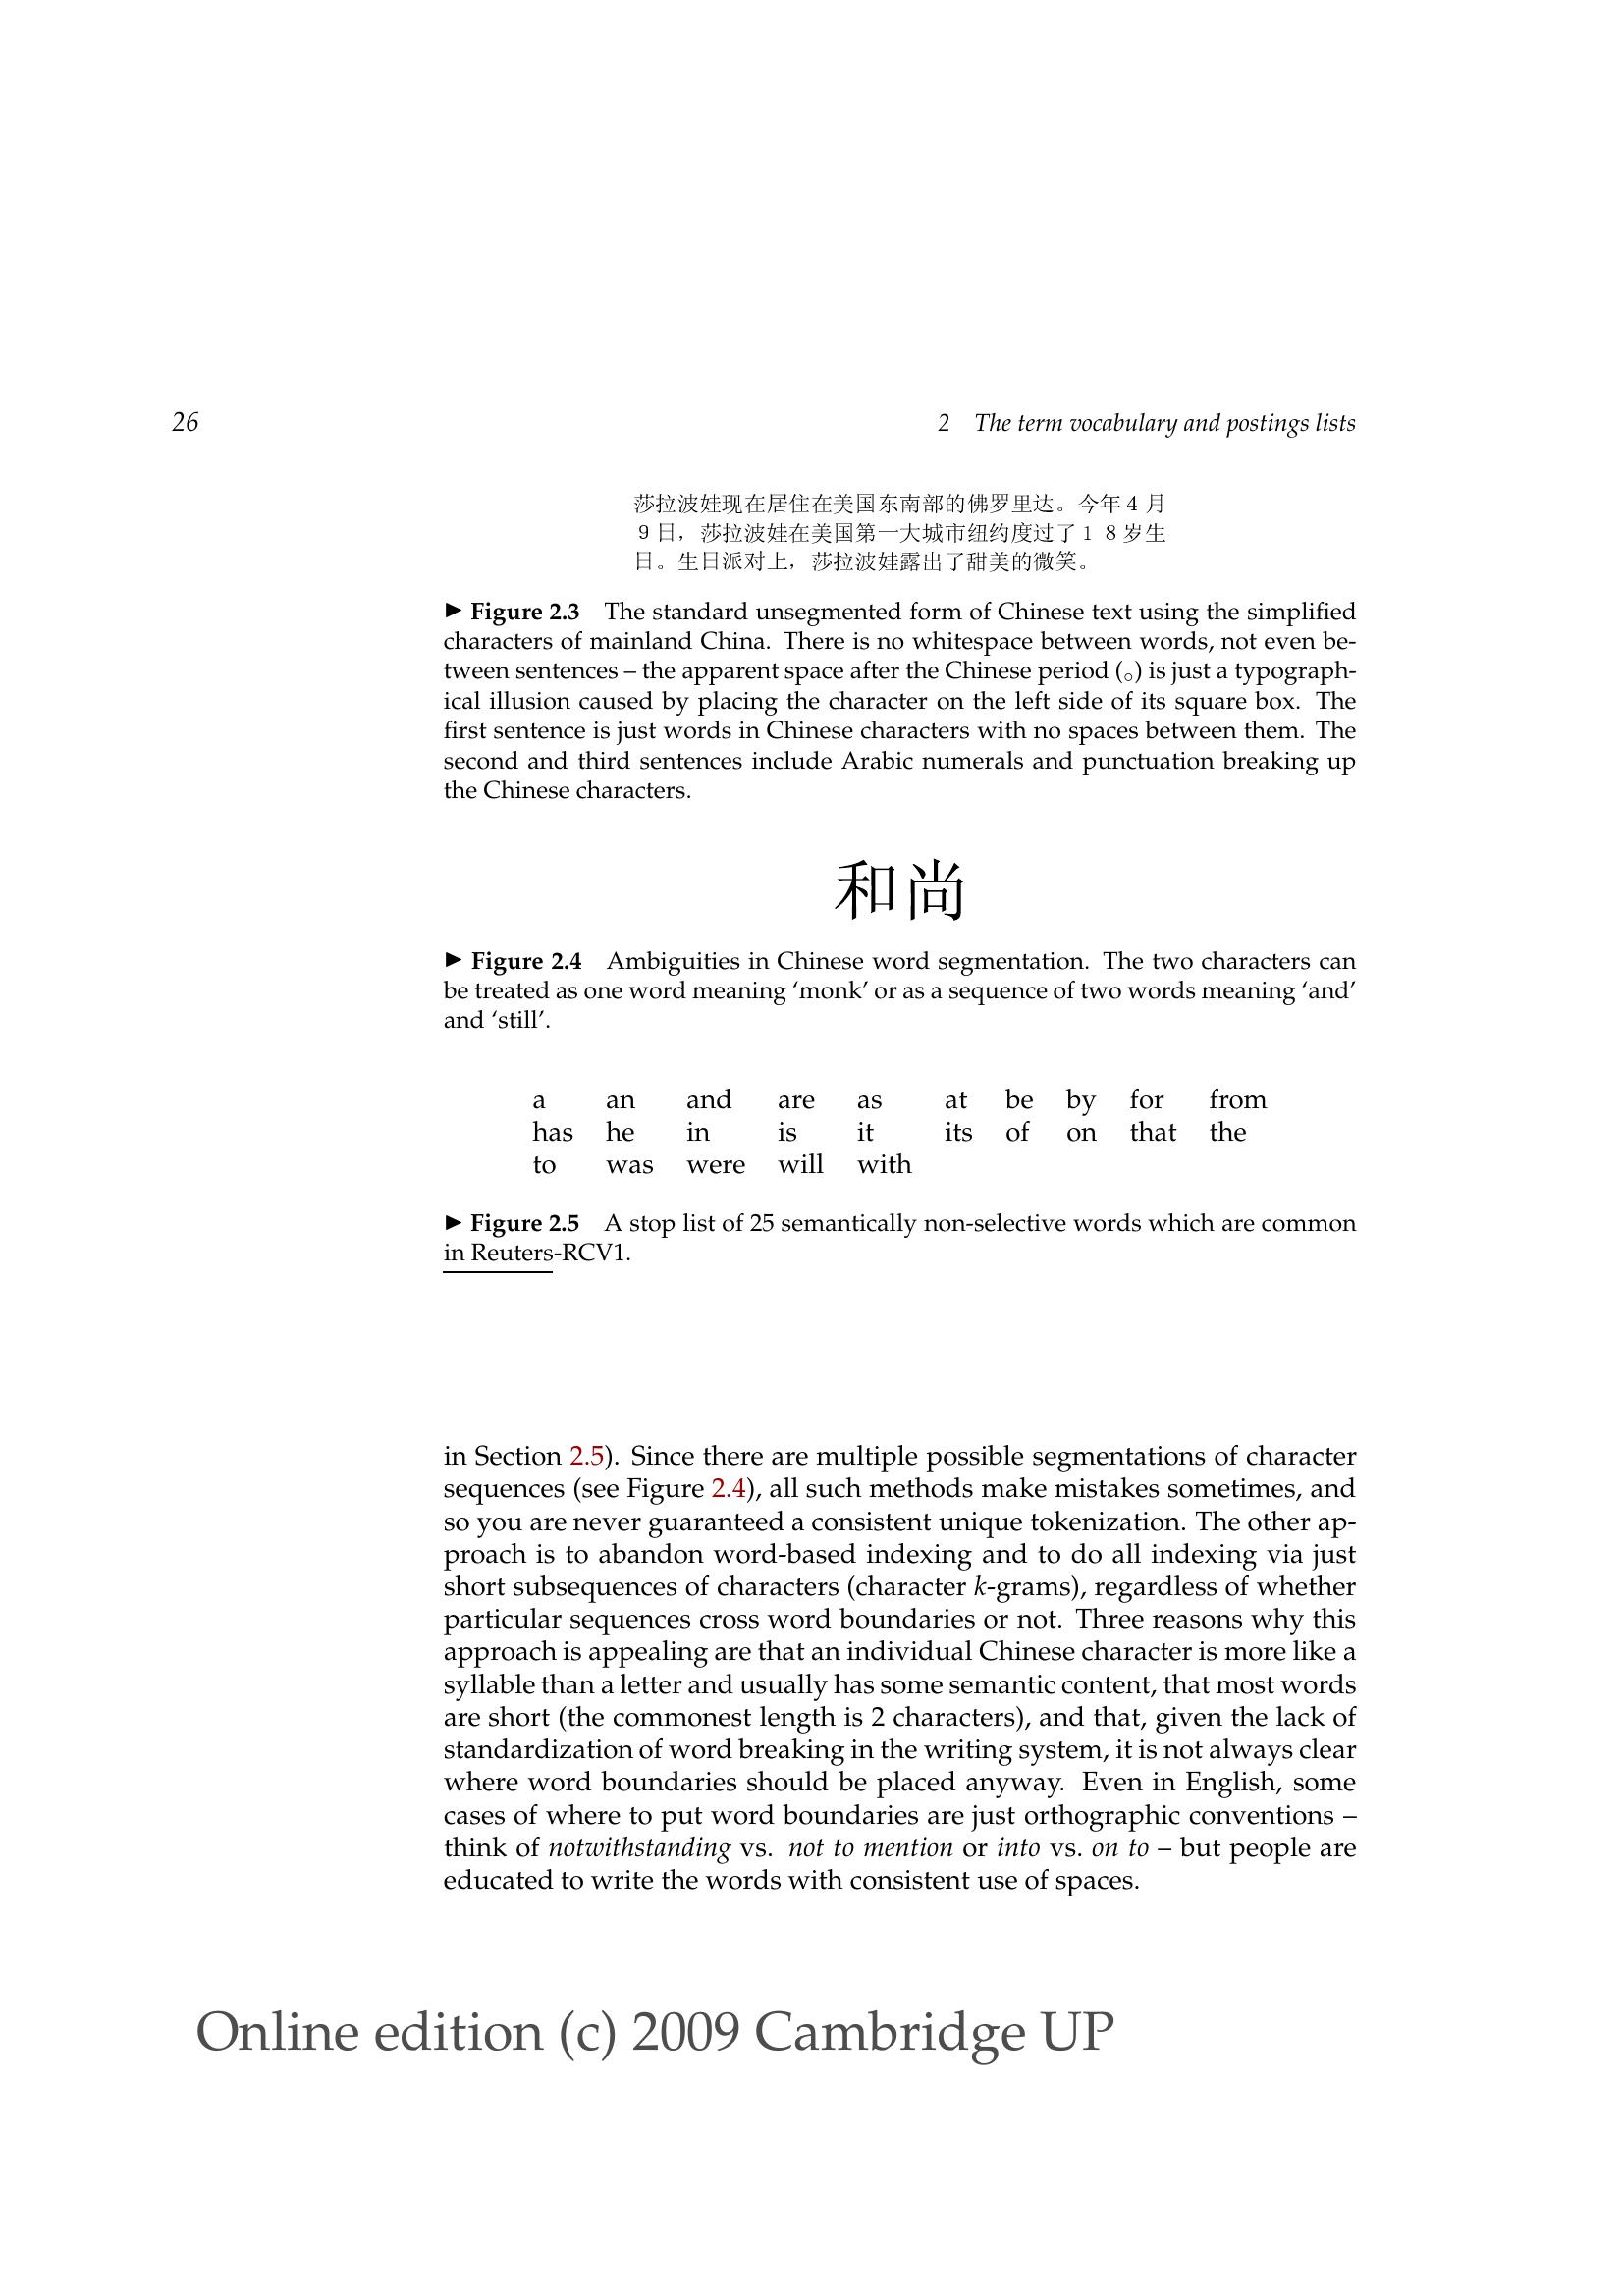 26
2 The term vocabulary and postings lists
莎拉波娃现在居住在美国东南部的佛罗里达。今年４月
９日，莎拉波娃在美国第一大城市纽约度过了１８岁生
日。生日派对上，莎拉波娃露出了甜美的微笑。
► Figure 2.3 The standard unsegmented form of Chinese text using the simplified
characters of mainland China. There is no whitespace between words, not even be-
tween sentences – the apparent space after the Chinese period (。) is just a typograph-
ical illusion caused by placing the character on the left side of its square box. The
first sentence is just words in Chinese characters with no spaces between them. The
second and third sentences include Arabic numerals and punctuation breaking up
the Chinese characters.
和尚
► Figure 2.4 Ambiguities in Chinese word segmentation. The two characters can
be treated as one word meaning ‘monk’ or as a sequence of two words meaning ‘and’
and ‘still’.
a an and are as at be by for from
has he in is it its of on that the
to was were will with
► Figure 2.5 A stop list of 25 semantically non-selective words which are common
in Reuters-RCV1.
in Section 2.5). Since there are multiple possible segmentations of character
sequences (see Figure 2.4), all such methods make mistakes sometimes, and
so you are never guaranteed a consistent unique tokenization. The other ap-
proach is to abandon word-based indexing and to do all indexing via just
short subsequences of characters (character k-grams), regardless of whether
particular sequences cross word boundaries or not. Three reasons why this
approach is appealing are that an individual Chinese character is more like a
syllable than a letter and usually has some semantic content, that most words
are short (the commonest length is 2 characters), and that, given the lack of
standardization of word breaking in the writing system, it is not always clear
where word boundaries should be placed anyway. Even in English, some
cases of where to put word boundaries are just orthographic conventions –
think of notwithstanding vs. not to mention or into vs. on to – but people are
educated to write the words with consistent use of spaces.
Online edition (c) 2009 Cambridge UP